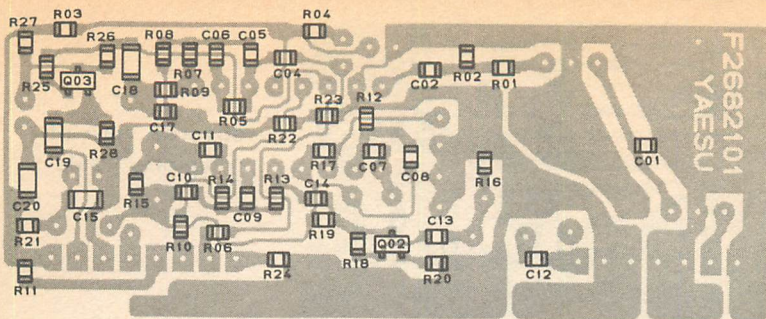 R27
R03
R04
R26
R08
C06
C05
R07
C04
R25
Q03
C18
R09
C17
R05
R23
R12
C02
R02
R01
F2682101
YAESU
C19
R28
C11
R22
R17
C07
C08
R16
C01
C20
C15
R15
C10
R14
C09
R13
C14
R19
R21
R10
R06
R18
Q02
C13
R20
C12
R11
R24